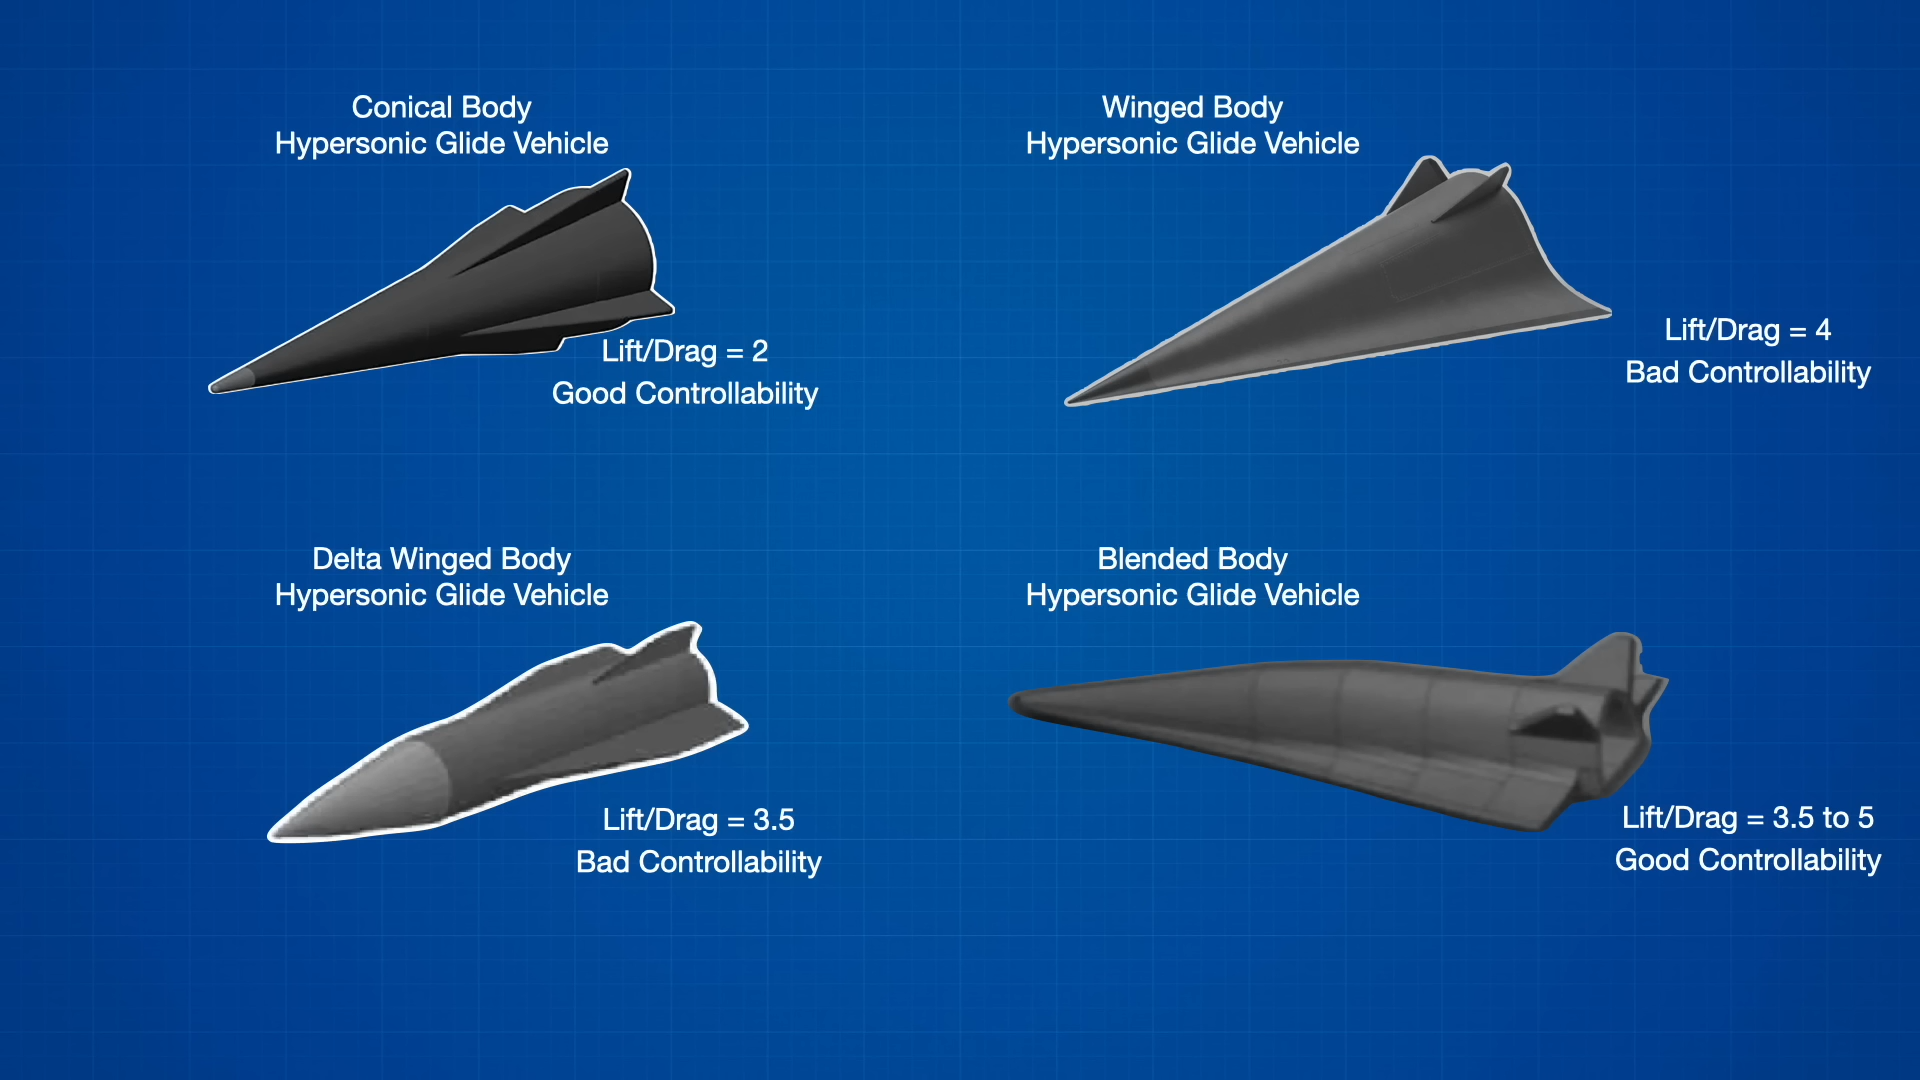 Conical Body
Hypersonic Glide Vehicle
Lift/Drag = 2
Good Controllability
Winged Body
Hypersonic Glide Vehicle
Lift/Drag = 4
Bad Controllability
Delta Winged Body
Hypersonic Glide Vehicle
Lift/Drag = 3.5
Bad Controllability
Blended Body
Hypersonic Glide Vehicle
Lift/Drag = 3.5 to 5
Good Controllability